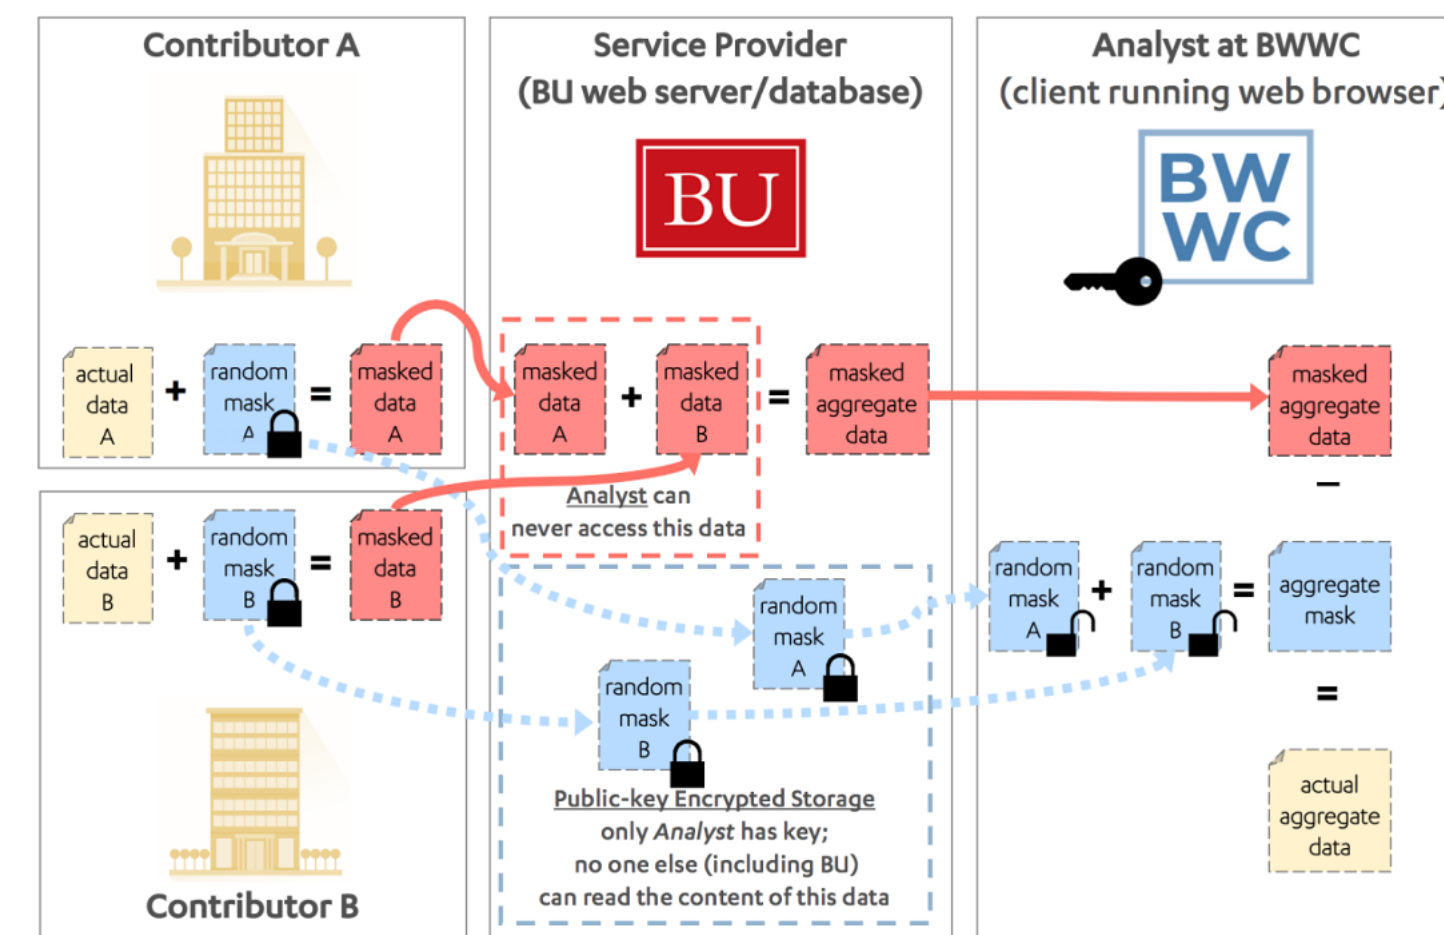 Contributor A
actual
data
A
+
random
mask
A
=
masked
data
A
Contributor B
actual
data
B
+
random
mask
B
=
masked
data
B
Service Provider
(BU web server/database)
BU
masked
data
A
+
masked
data
B
=
masked
aggregate
data
Analyst can
never access this data
random
mask
A
random
mask
B
Public-key Encrypted Storage
only Analyst has key;
no one else (including BU)
can read the content of this data
Analyst at BWWC
(client running web browser)
BW
WC
masked
aggregate
data
–
random
mask
A
+
random
mask
B
=
aggregate
mask
=
actual
aggregate
data